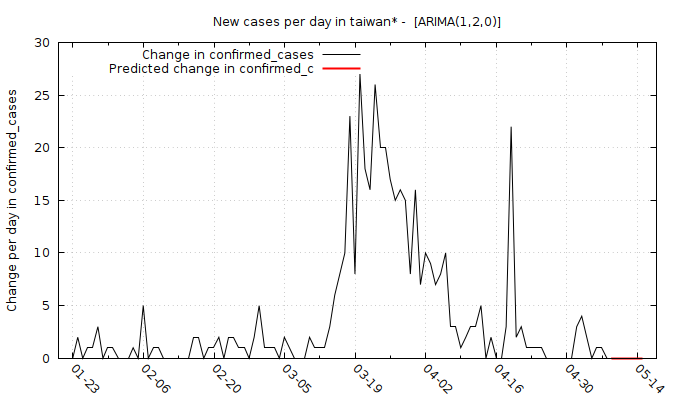 New cases per day in taiwan* - [ARIMA(1,2,0)]
Change in confirmed_cases
Predicted change in confirmed_c
Change per day in confirmed_cases
30
25
20
15
10
5
0
01-23 02-06 02-20 03-05 03-19 04-02 04-16 04-30 05-14